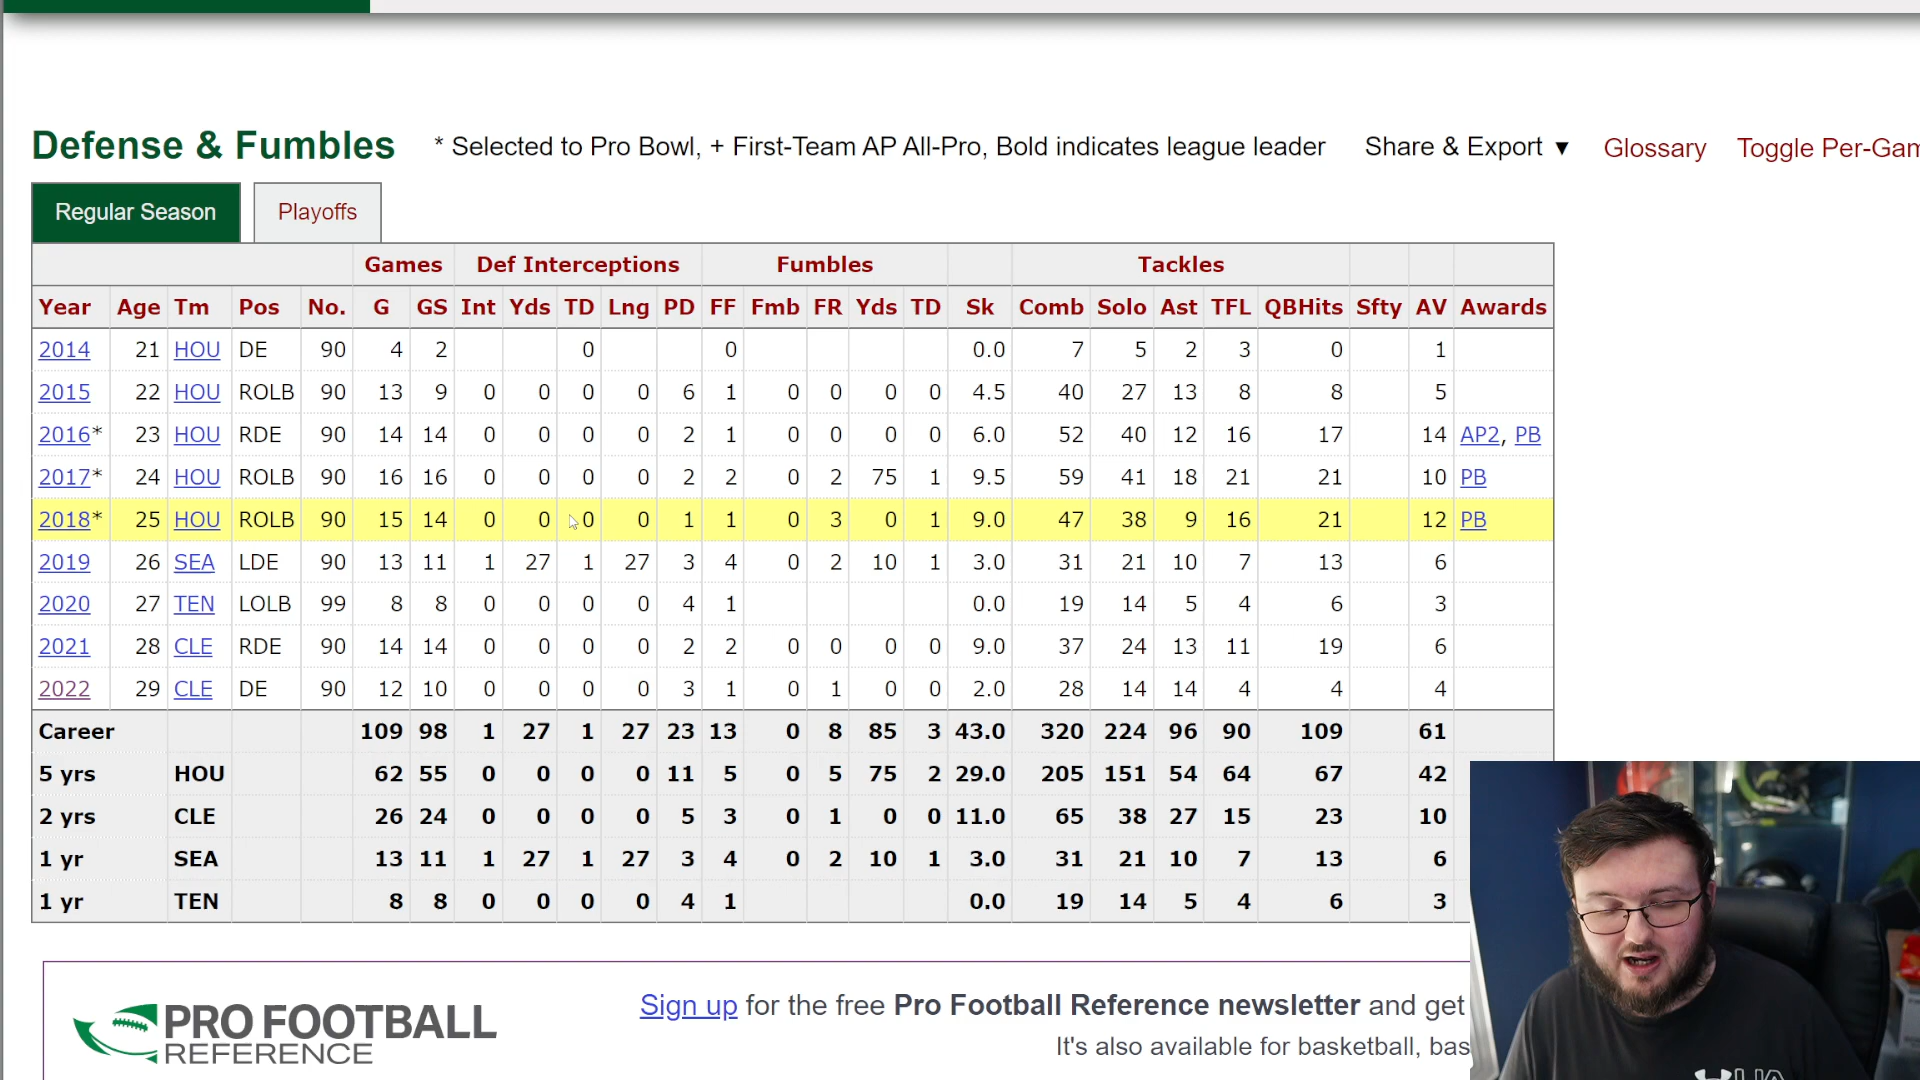 Defense & Fumbles * Selected to Pro Bowl, + First-Team AP All-Pro, Bold indicates league leader Share & Export ▼ Glossary Toggle Per-Gam
Regular Season Playoffs
Games Def Interceptions Fumbles Tackles
Year Age Tm Pos No. G GS Int Yds TD Lng PD FF Fmb FR Yds TD Sk Comb Solo Ast TFL QBHits Sfty AV Awards
2014 21 HOU DE 90 4 2 0 0 0.0 7 5 2 3 0 1
2015 22 HOU ROLB 90 13 9 0 0 0 0 6 1 0 0 0 0 4.5 40 27 13 8 8 5
2016* 23 HOU RDE 90 14 14 0 0 0 0 2 1 0 0 0 0 6.0 52 40 12 16 17 14 AP2, PB
2017* 24 HOU ROLB 90 16 16 0 0 0 0 2 2 0 2 75 1 9.5 59 41 18 21 21 10 PB
2018* 25 HOU ROLB 90 15 14 0 0 0 0 1 1 0 3 0 1 9.0 47 38 9 16 21 12 PB
2019 26 SEA LDE 90 13 11 1 27 1 27 3 4 0 2 10 1 3.0 31 21 10 7 13 6
2020 27 TEN LOLB 99 8 8 0 0 0 0 4 1 0.0 19 14 5 4 6 3
2021 28 CLE RDE 90 14 14 0 0 0 0 2 2 0 0 0 0 9.0 37 24 13 11 19 6
2022 29 CLE DE 90 12 10 0 0 0 0 3 1 0 1 0 0 2.0 28 14 14 4 4 4
Career 109 98 1 27 1 27 23 13 0 8 85 3 43.0 320 224 96 90 109 61
5 yrs HOU 62 55 0 0 0 0 11 5 0 5 75 2 29.0 205 151 54 64 67 42
2 yrs CLE 26 24 0 0 0 0 5 3 0 1 0 0 11.0 65 38 27 15 23 10
1 yr SEA 13 11 1 27 1 27 3 4 0 2 10 1 3.0 31 21 10 7 13 6
1 yr TEN 8 8 0 0 0 0 4 1 0.0 19 14 5 4 6 3
PRO FOOTBALL
REFERENCE
Sign up for the free Pro Football Reference newsletter and get
It's also available for basketball, bas